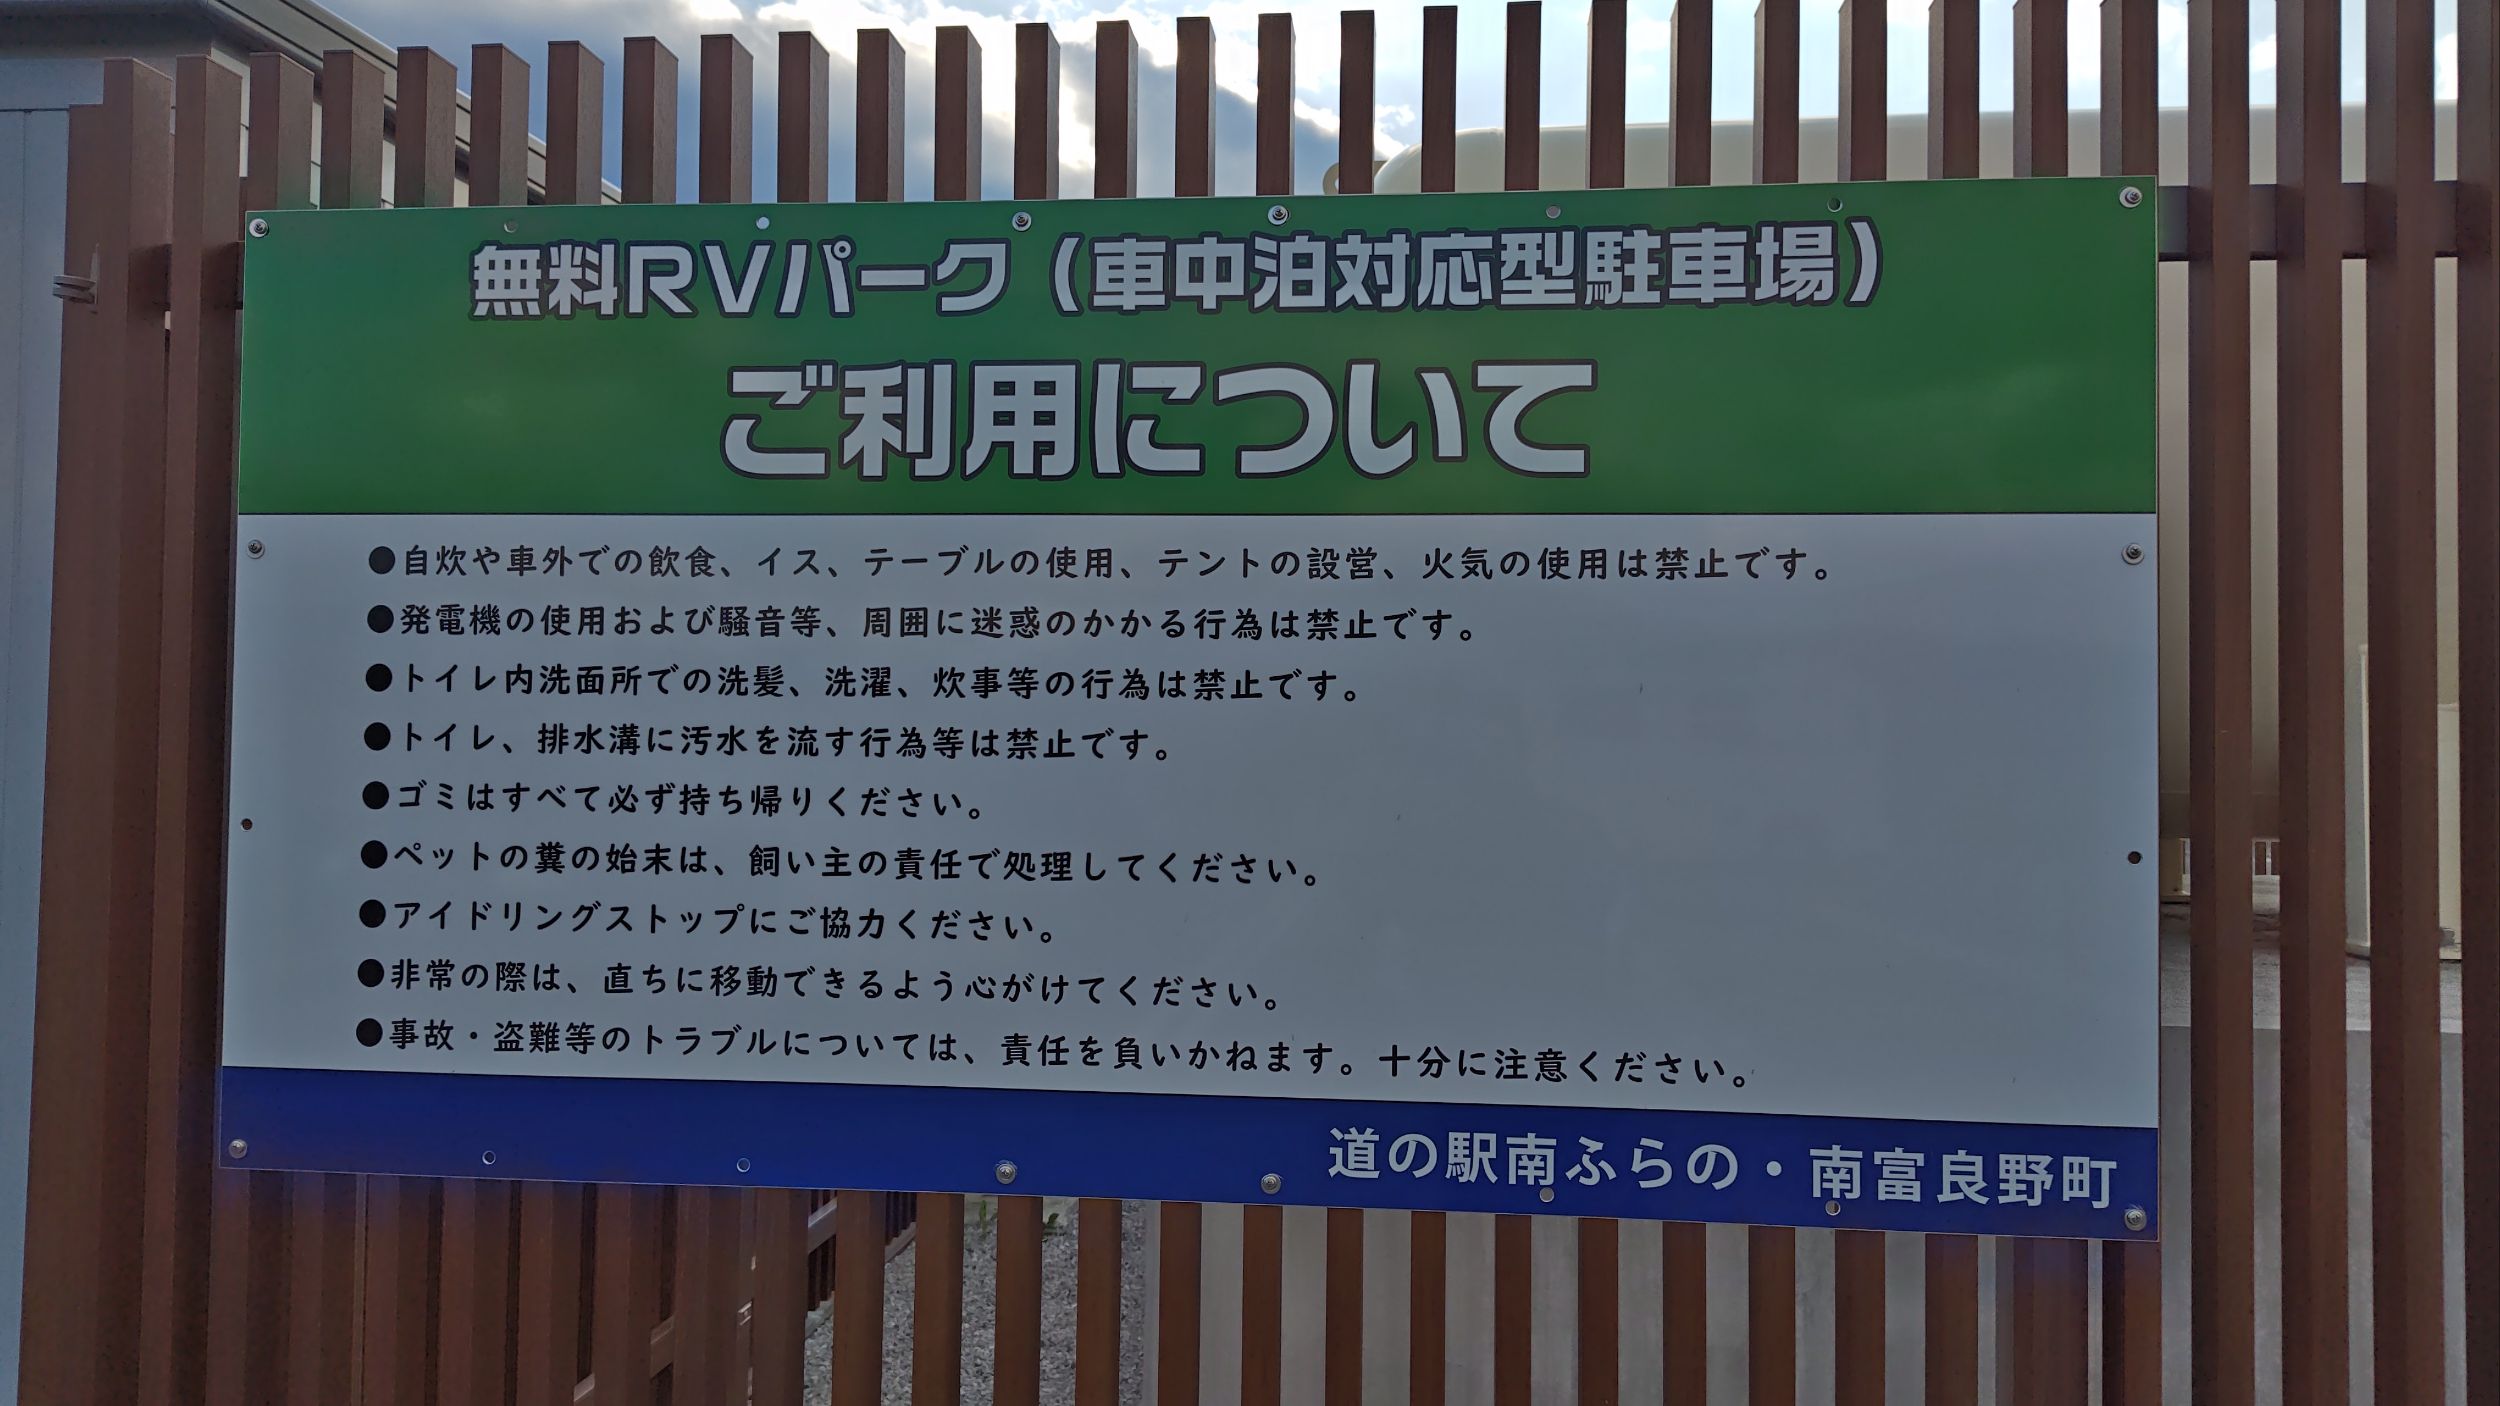 無料RVパーク（車中泊対応型駐車場）
ご利用について
●自炊や車外での飲食、イス、テーブルの使用、テントの設営、火気の使用は禁止です。
●発電機の使用および騒音等、周囲に迷惑のかかる行為は禁止です。
●トイレ内洗面所での洗髪、洗濯、炊事等の行為は禁止です。
●トイレ、排水溝に汚水を流す行為等は禁止です。
●ゴミはすべて必ず持ち帰りください。
●ペットの糞の始末は、飼い主の責任で処理してください。
●アイドリングストップにご協力ください。
●非常の際は、直ちに移動できるよう心がけてください。
●事故・盗難等のトラブルについては、責任を負いかねます。十分に注意ください。
道の駅南ふらの・南富良野町